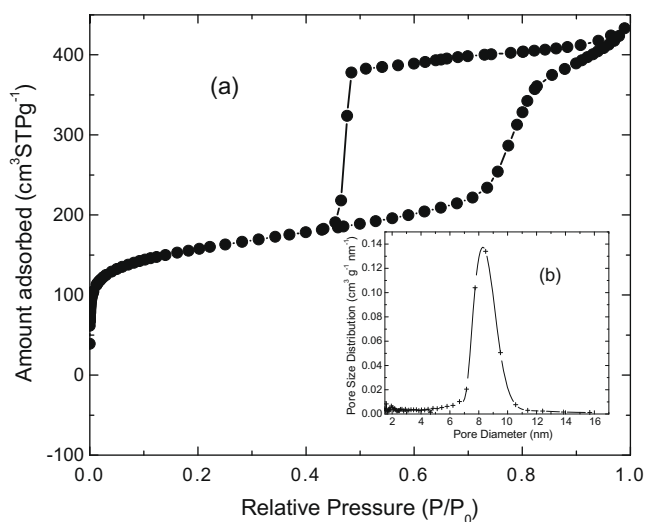 400
300
200
100
0
-100
Amount adsorbed (cm³STPg⁻¹)
(a)
0.0 0.2 0.4 0.6 0.8 1.0
Relative Pressure (P/P₀)
0.14
0.12
0.10
0.08
0.06
0.04
0.02
0.00
Pore Size Distribution (cm³ g⁻¹ nm⁻¹)
(b)
2 4 6 8 10 12 14 16
Pore Diameter (nm)